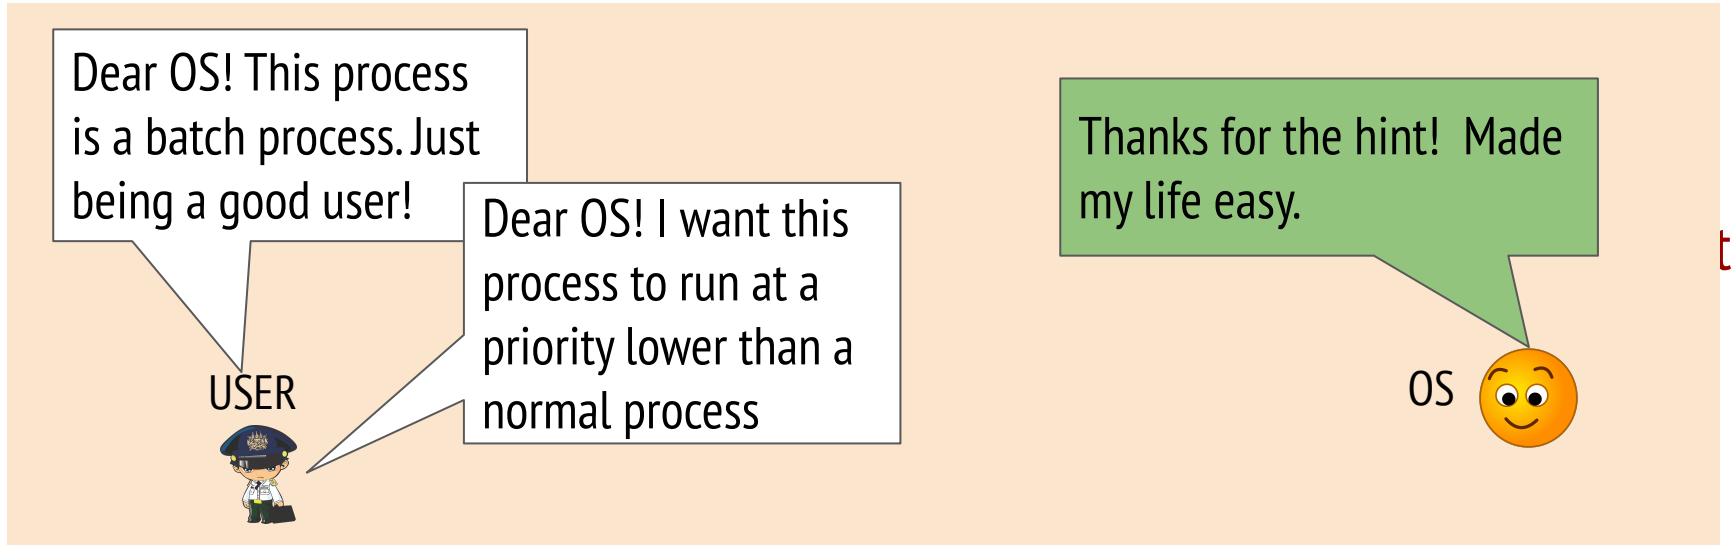 Dear OS! This process
is a batch process. Just
being a good user!
Dear OS! I want this
process to run at a
priority lower than a
normal process
USER
Thanks for the hint!  Made
my life easy.
OS
t